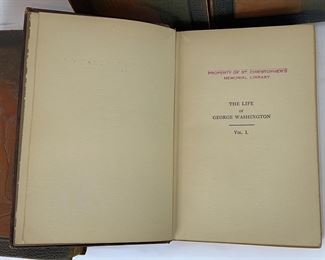 PROPERTY OF ST. CHRISTOPHER'S
MEMORIAL LIBRARY
THE LIFE
OF
GEORGE WASHINGTON
VOL. I.